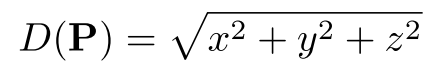 D(𝐏) = √(x² + y² + z²)